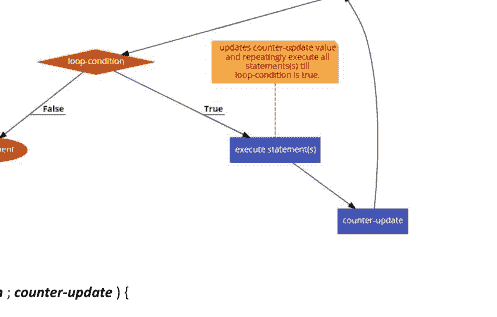 updates counter-update value
and repeatingly execute all
statements(s) till
loop-condition is true.
loop-condition
False
True
execute statement(s)
counter-update
; counter-update ) {